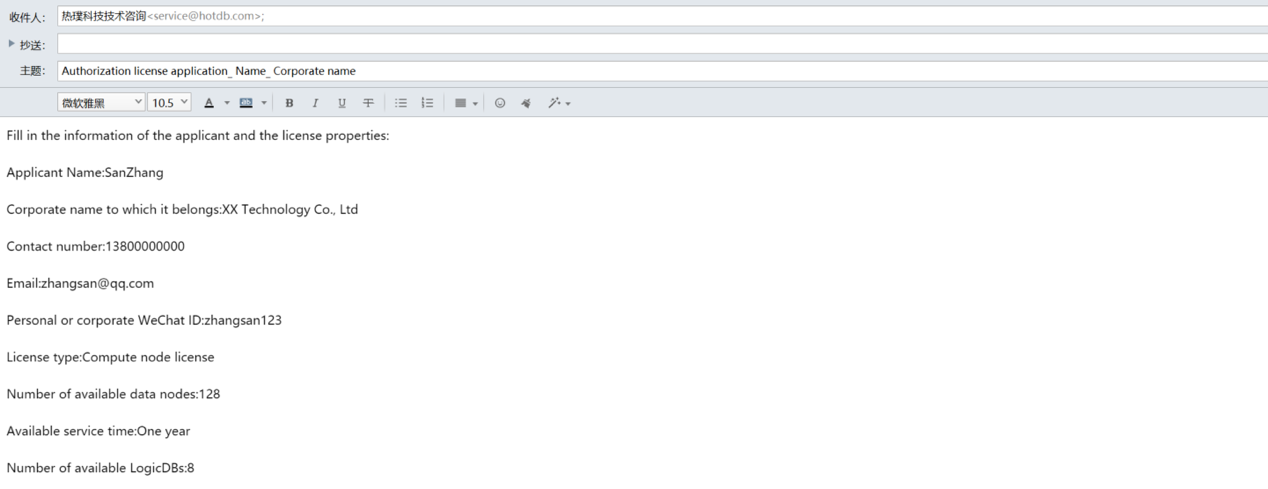 收件人: 热璞科技技术咨询<service@hotdb.com>;
抄送:
主题: Authorization license application_ Name_ Corporate name
微软雅黑 10.5 A B I U T
Fill in the information of the applicant and the license properties:
Applicant Name:SanZhang
Corporate name to which it belongs:XX Technology Co., Ltd
Contact number:13800000000
Email:zhangsan@qq.com
Personal or corporate WeChat ID:zhangsan123
License type:Compute node license
Number of available data nodes:128
Available service time:One year
Number of available LogicDBs:8